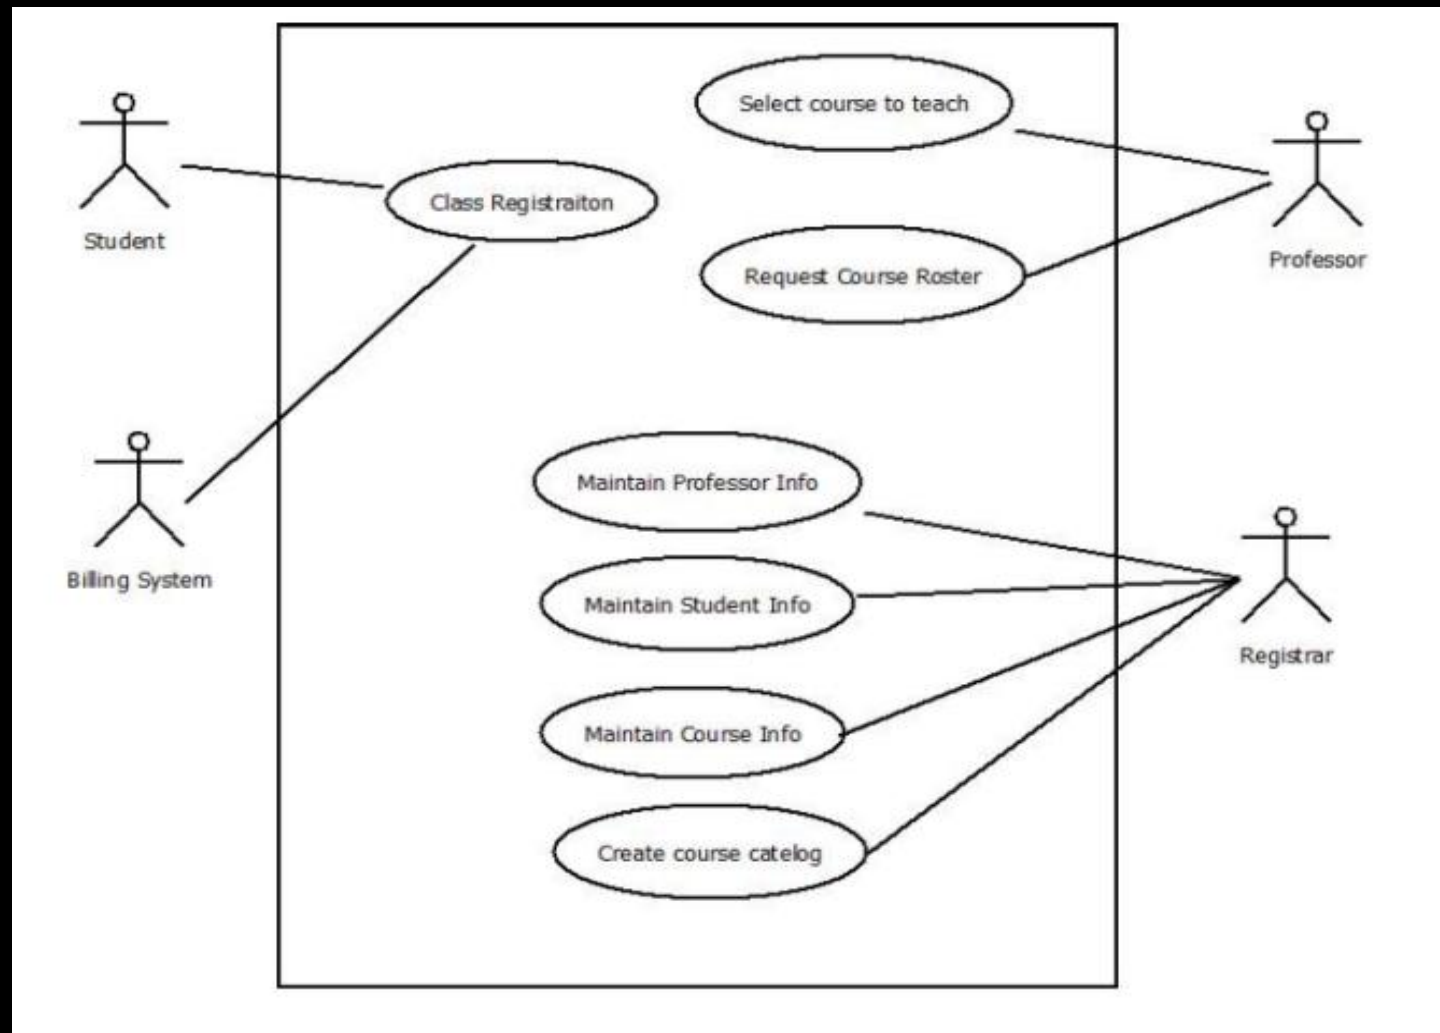 Select course to teach
Student
Class Registraiton
Professor
Request Course Roster
Billing System
Maintain Professor Info
Maintain Student Info
Registrar
Maintain Course Info
Create course catelog